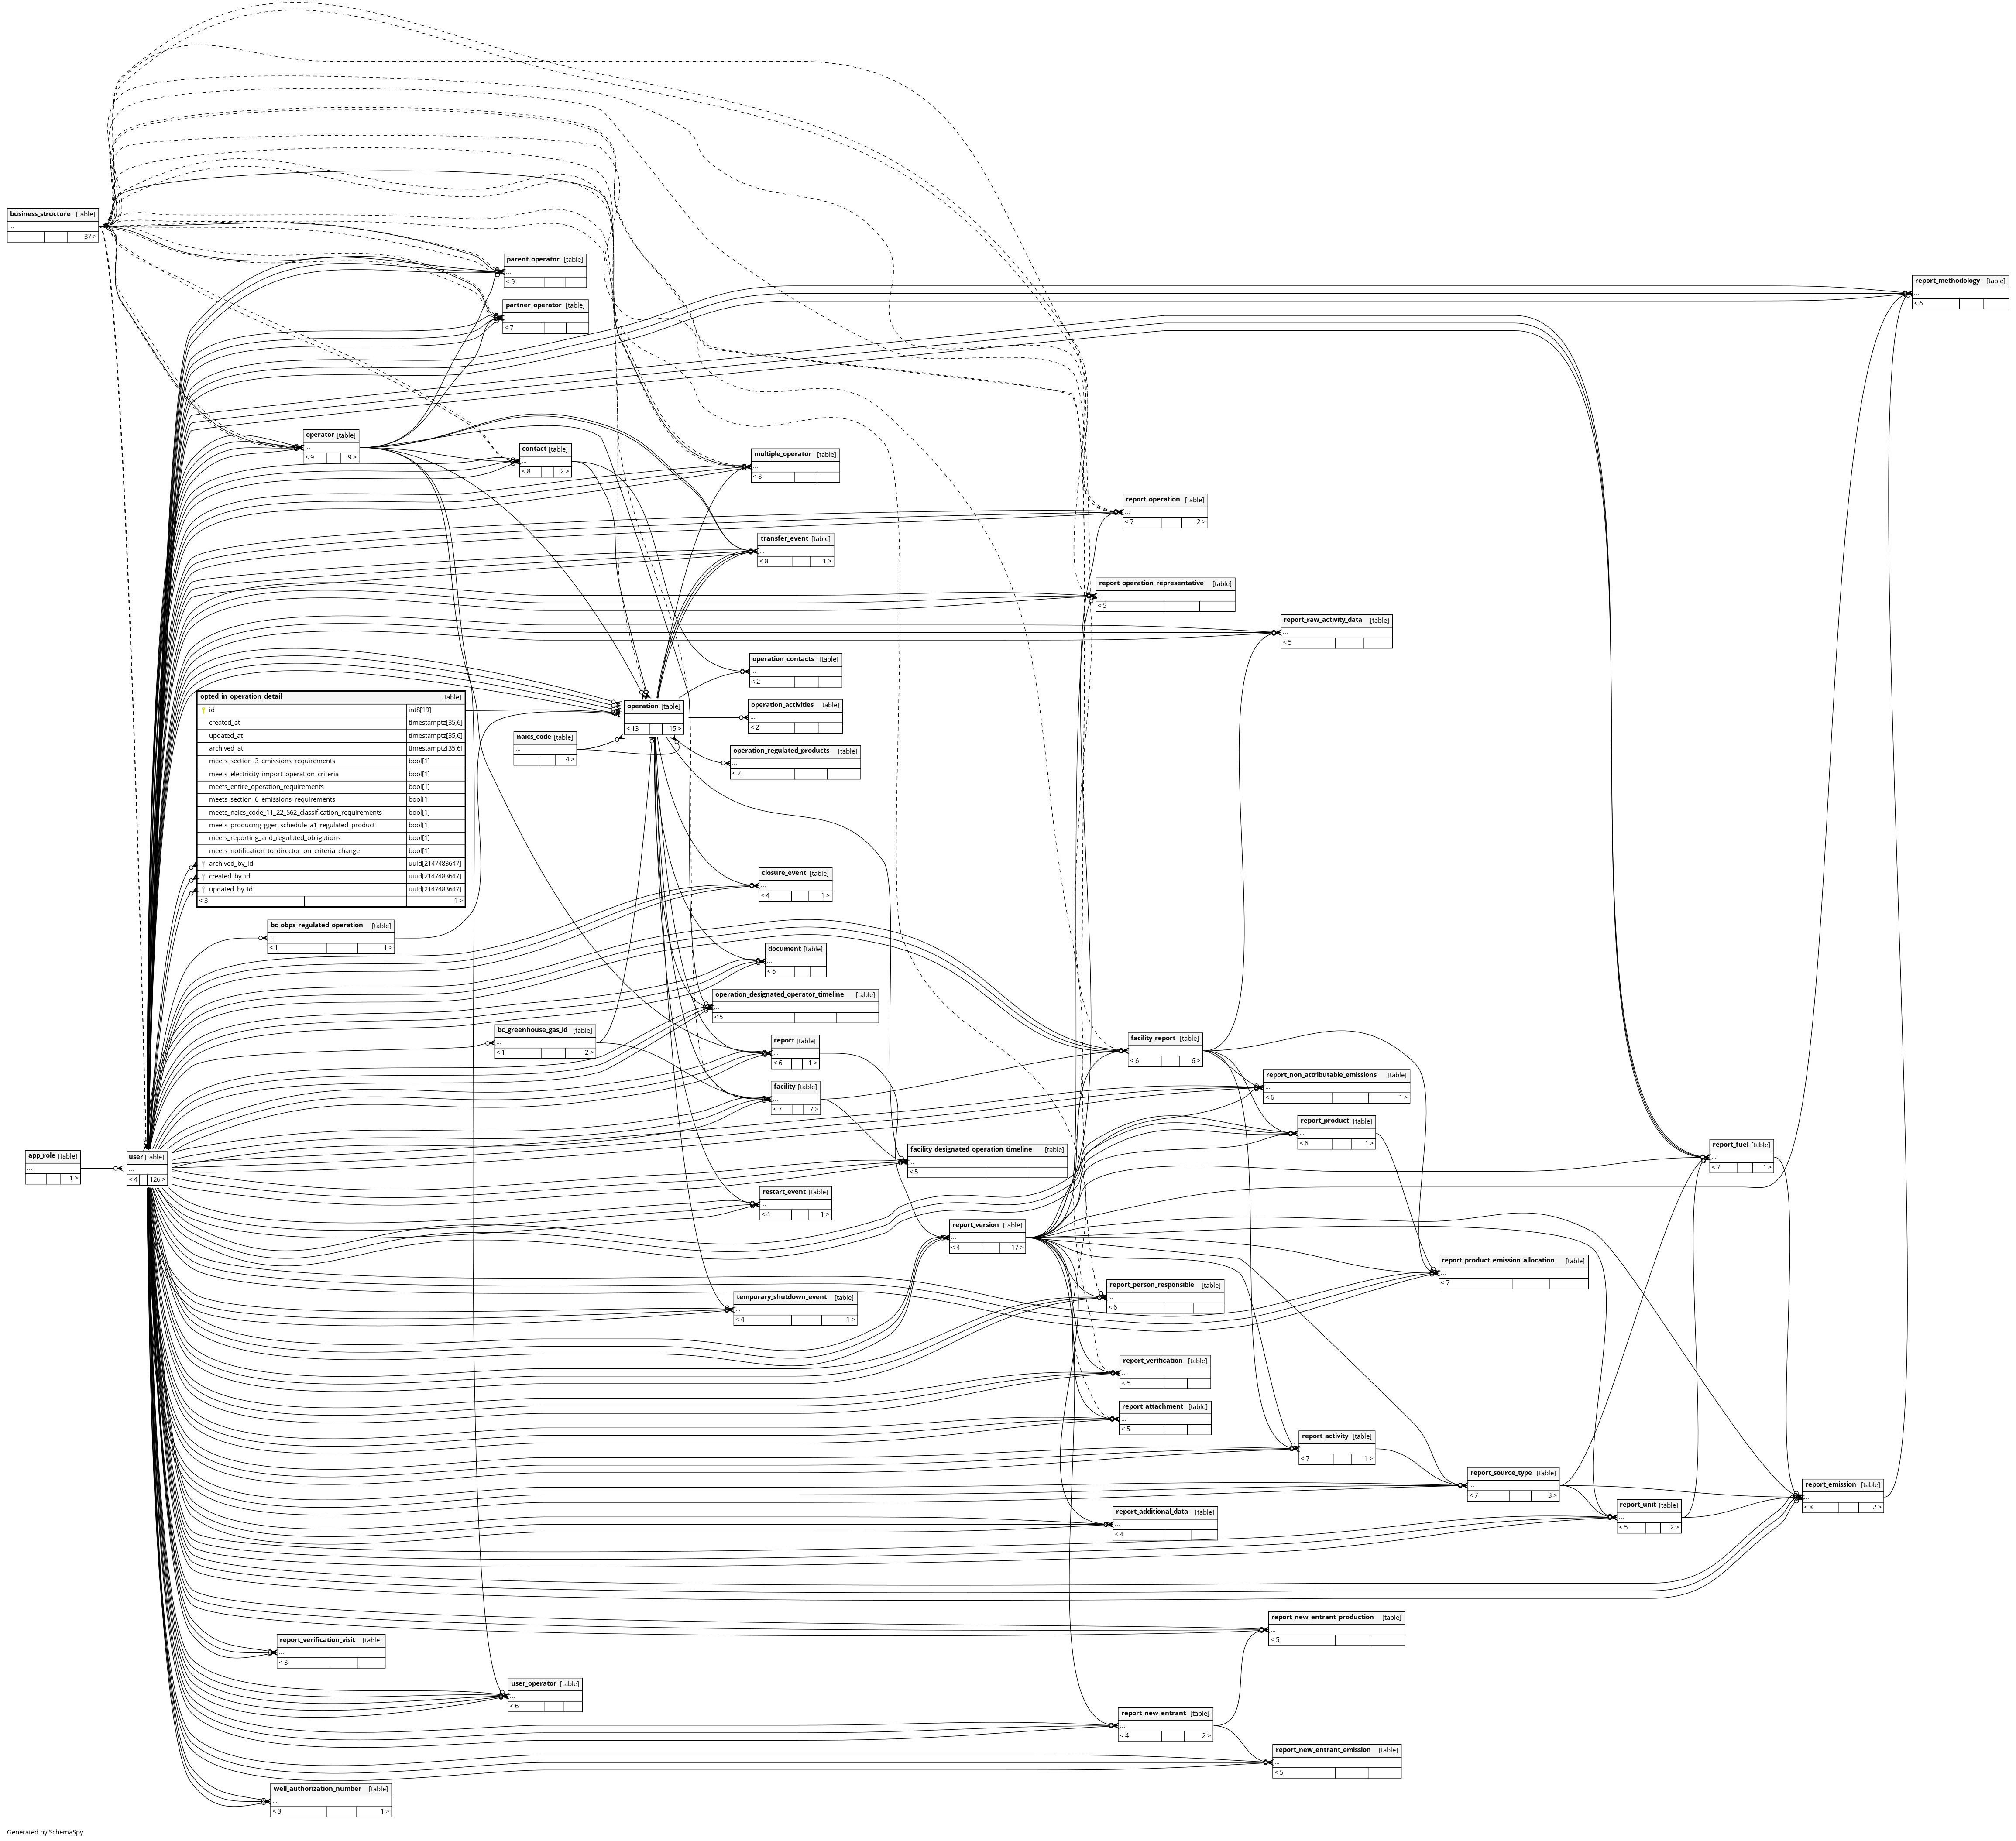 business_structure [table]
...
37 >
parent_operator [table]
...
< 9
partner_operator [table]
...
< 7
report_methodology [table]
...
< 6
operator [table]
...
< 9 9 >
contact [table]
...
< 8 2 >
multiple_operator [table]
...
< 8
report_operation [table]
...
< 7 2 >
transfer_event [table]
...
< 8 1 >
report_operation_representative [table]
...
< 5
report_raw_activity_data [table]
...
< 5
operation_contacts [table]
...
< 2
opted_in_operation_detail [table]
id int8[19]
created_at timestamptz[35,6]
updated_at timestamptz[35,6]
archived_at timestamptz[35,6]
meets_section_3_emissions_requirements bool[1]
meets_electricity_import_operation_criteria bool[1]
meets_entire_operation_requirements bool[1]
meets_section_6_emissions_requirements bool[1]
meets_naics_code_11_22_562_classification_requirements bool[1]
meets_producing_gger_schedule_a1_regulated_product bool[1]
meets_reporting_and_regulated_obligations bool[1]
meets_notification_to_director_on_criteria_change bool[1]
archived_by_id uuid[2147483647]
created_by_id uuid[2147483647]
updated_by_id uuid[2147483647]
< 3 1 >
operation [table]
...
< 13 15 >
operation_activities [table]
...
< 2
naics_code [table]
...
4 >
operation_regulated_products [table]
...
< 2
closure_event [table]
...
< 4 1 >
bc_obps_regulated_operation [table]
...
< 1 1 >
document [table]
...
< 5
operation_designated_operator_timeline [table]
...
< 5
bc_greenhouse_gas_id [table]
...
< 1 2 >
report [table]
...
< 6 1 >
facility_report [table]
...
< 6 6 >
facility [table]
...
< 7 7 >
report_non_attributable_emissions [table]
...
< 6 1 >
report_product [table]
...
< 6 1 >
app_role [table]
...
1 >
user [table]
...
< 4 126 >
facility_designated_operation_timeline [table]
...
< 5
report_fuel [table]
...
< 7 1 >
restart_event [table]
...
< 4 1 >
report_version [table]
...
< 4 17 >
report_product_emission_allocation [table]
...
< 7
report_person_responsible [table]
...
< 6
temporary_shutdown_event [table]
...
< 4 1 >
report_verification [table]
...
< 5
report_attachment [table]
...
< 5
report_activity [table]
...
< 7 1 >
report_source_type [table]
...
< 7 3 >
report_emission [table]
...
< 8 2 >
report_unit [table]
...
< 5 2 >
report_additional_data [table]
...
< 4
report_new_entrant_production [table]
...
< 5
report_verification_visit [table]
...
< 3
user_operator [table]
...
< 6
report_new_entrant [table]
...
< 4 2 >
report_new_entrant_emission [table]
...
< 5
well_authorization_number [table]
...
< 3 1 >
Generated by SchemaSpy